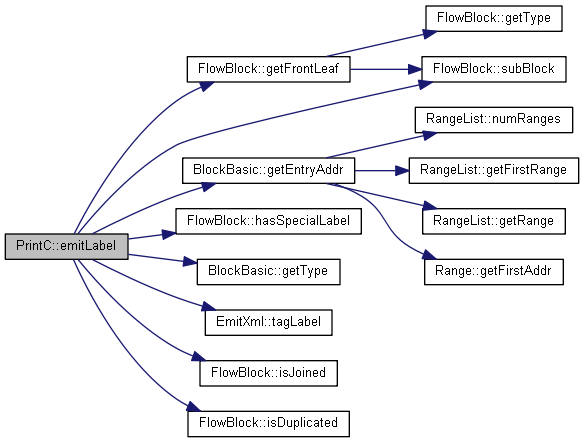 FlowBlock::getType
FlowBlock::getFrontLeaf
FlowBlock::subBlock
RangeList::numRanges
BlockBasic::getEntryAddr
RangeList::getFirstRange
FlowBlock::hasSpecialLabel
RangeList::getRange
PrintC::emitLabel
BlockBasic::getType
Range::getFirstAddr
EmitXml::tagLabel
FlowBlock::isJoined
FlowBlock::isDuplicated